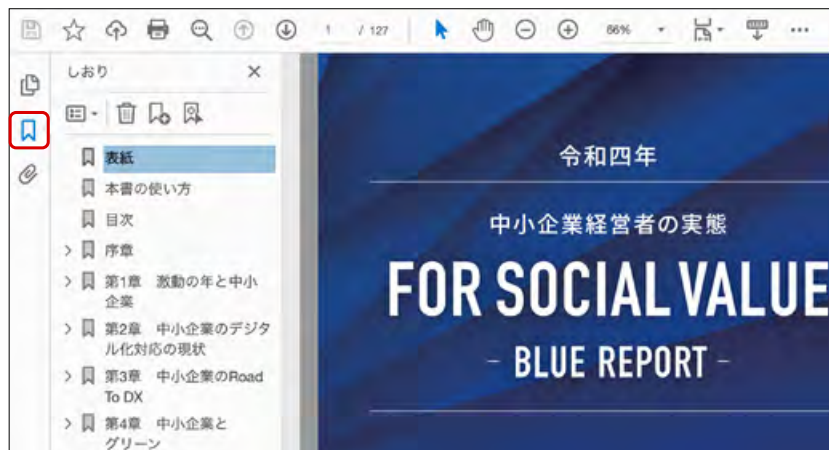 1 / 127
66%
しおり
表紙
本書の使い方
目次
序章
第1章 激動の年と中小
企業
第2章 中小企業のデジタ
ル化対応の現状
第3章 中小企業のRoad
To DX
第4章 中小企業と
グリーン
令和四年
中小企業経営者の実態
FOR SOCIAL VALUE
- BLUE REPORT -